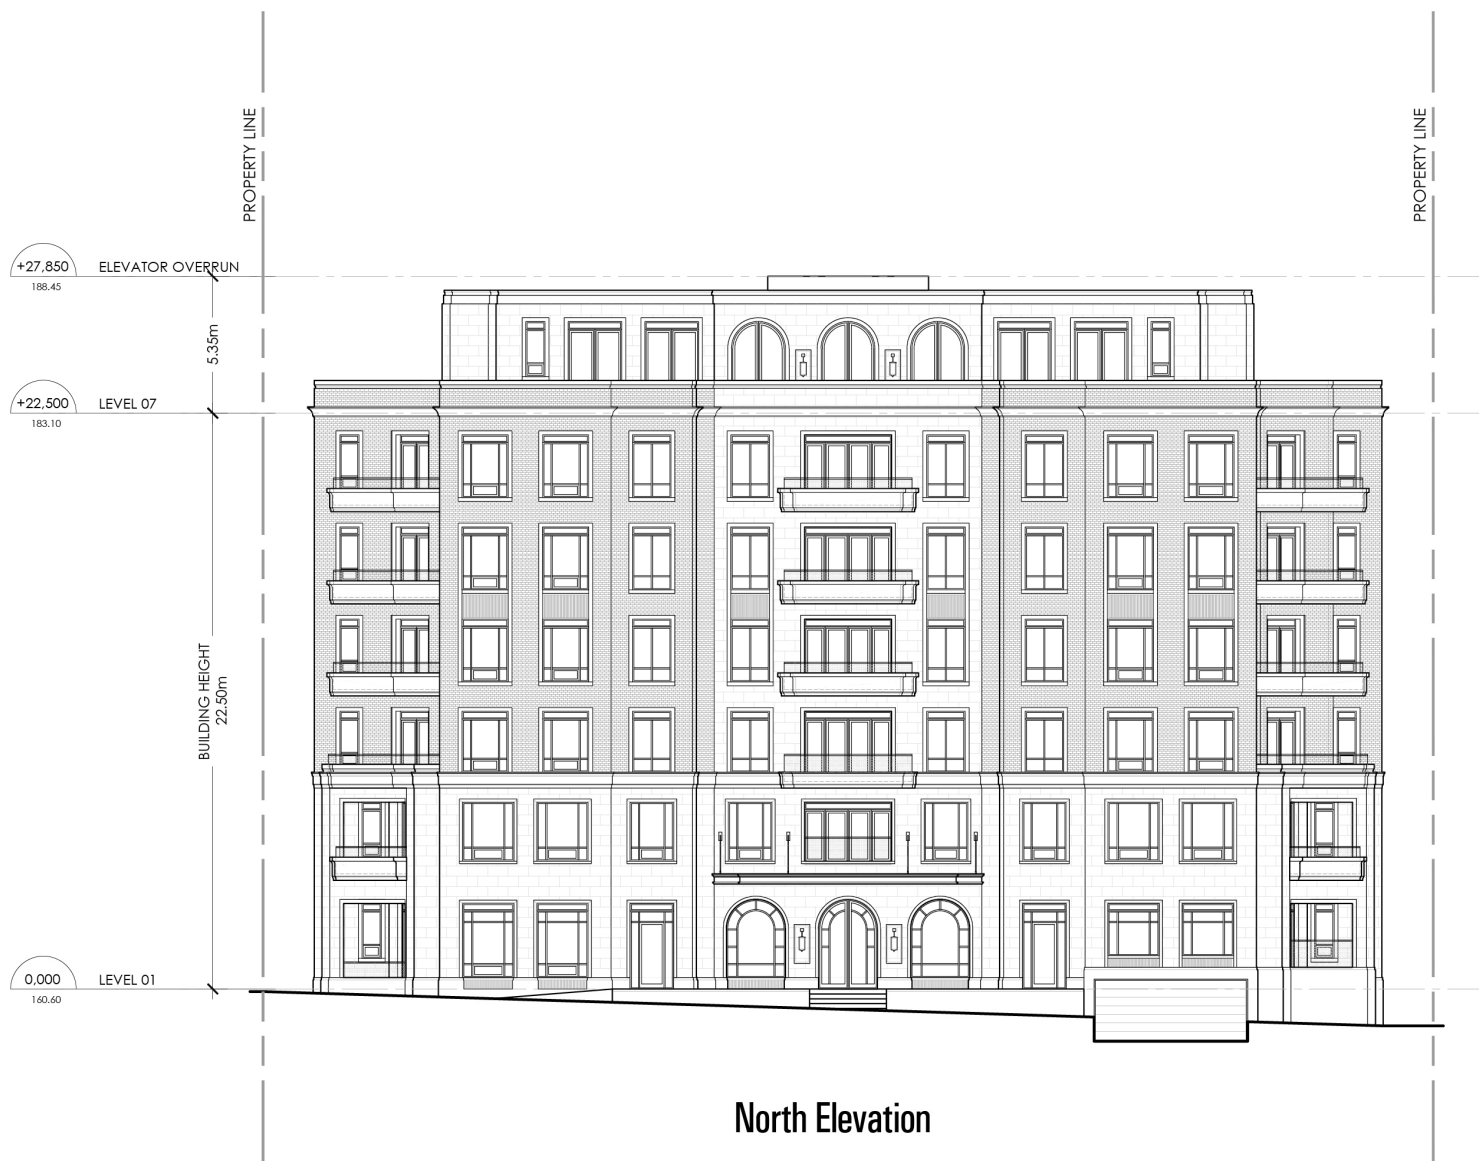 PROPERTY LINE
PROPERTY LINE
+27,850 ELEVATOR OVERRUN
188.45
5.35m
+22,500 LEVEL 07
183.10
BUILDING HEIGHT
22.50m
0,000 LEVEL 01
160.60
North Elevation